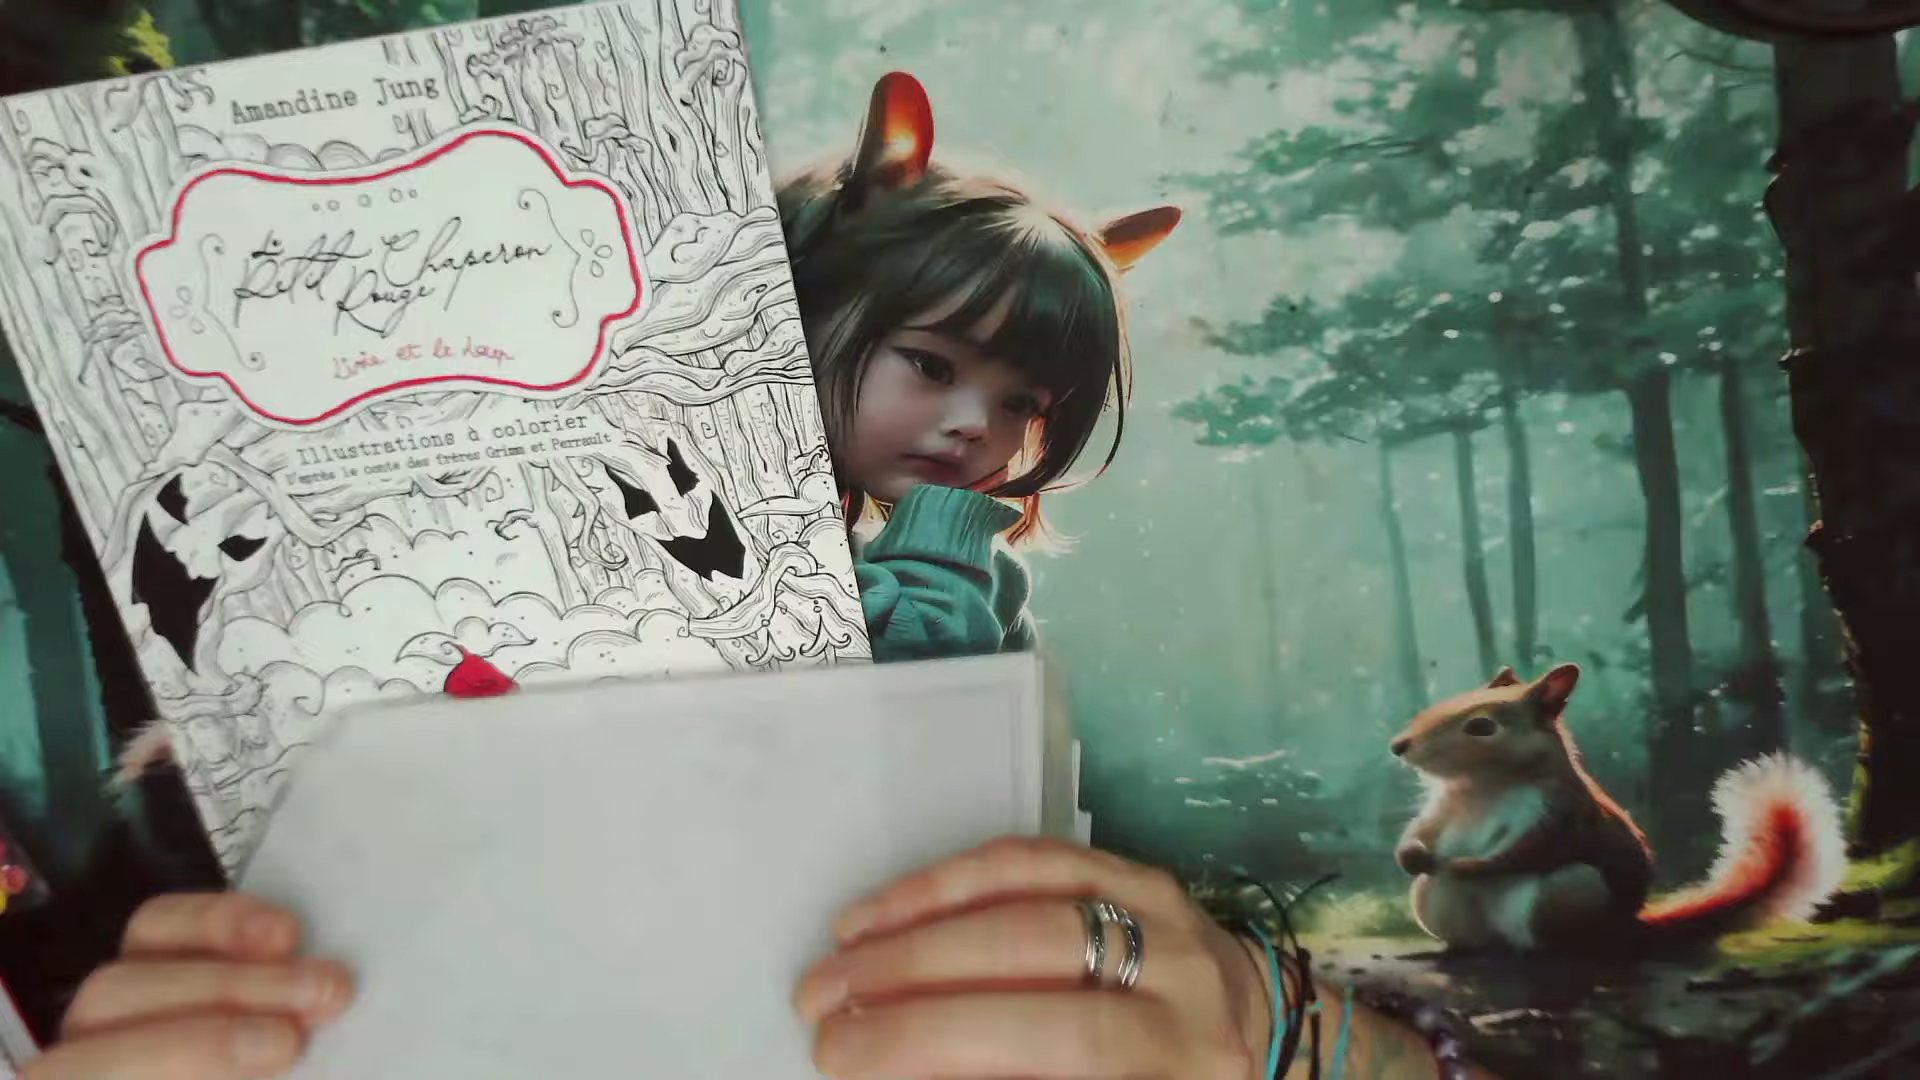 Amandine Jung
Le
Petit Chaperon
Rouge
Livia et le Loup
Illustrations à colorier
D'après le conte des frères Grimm et Perrault